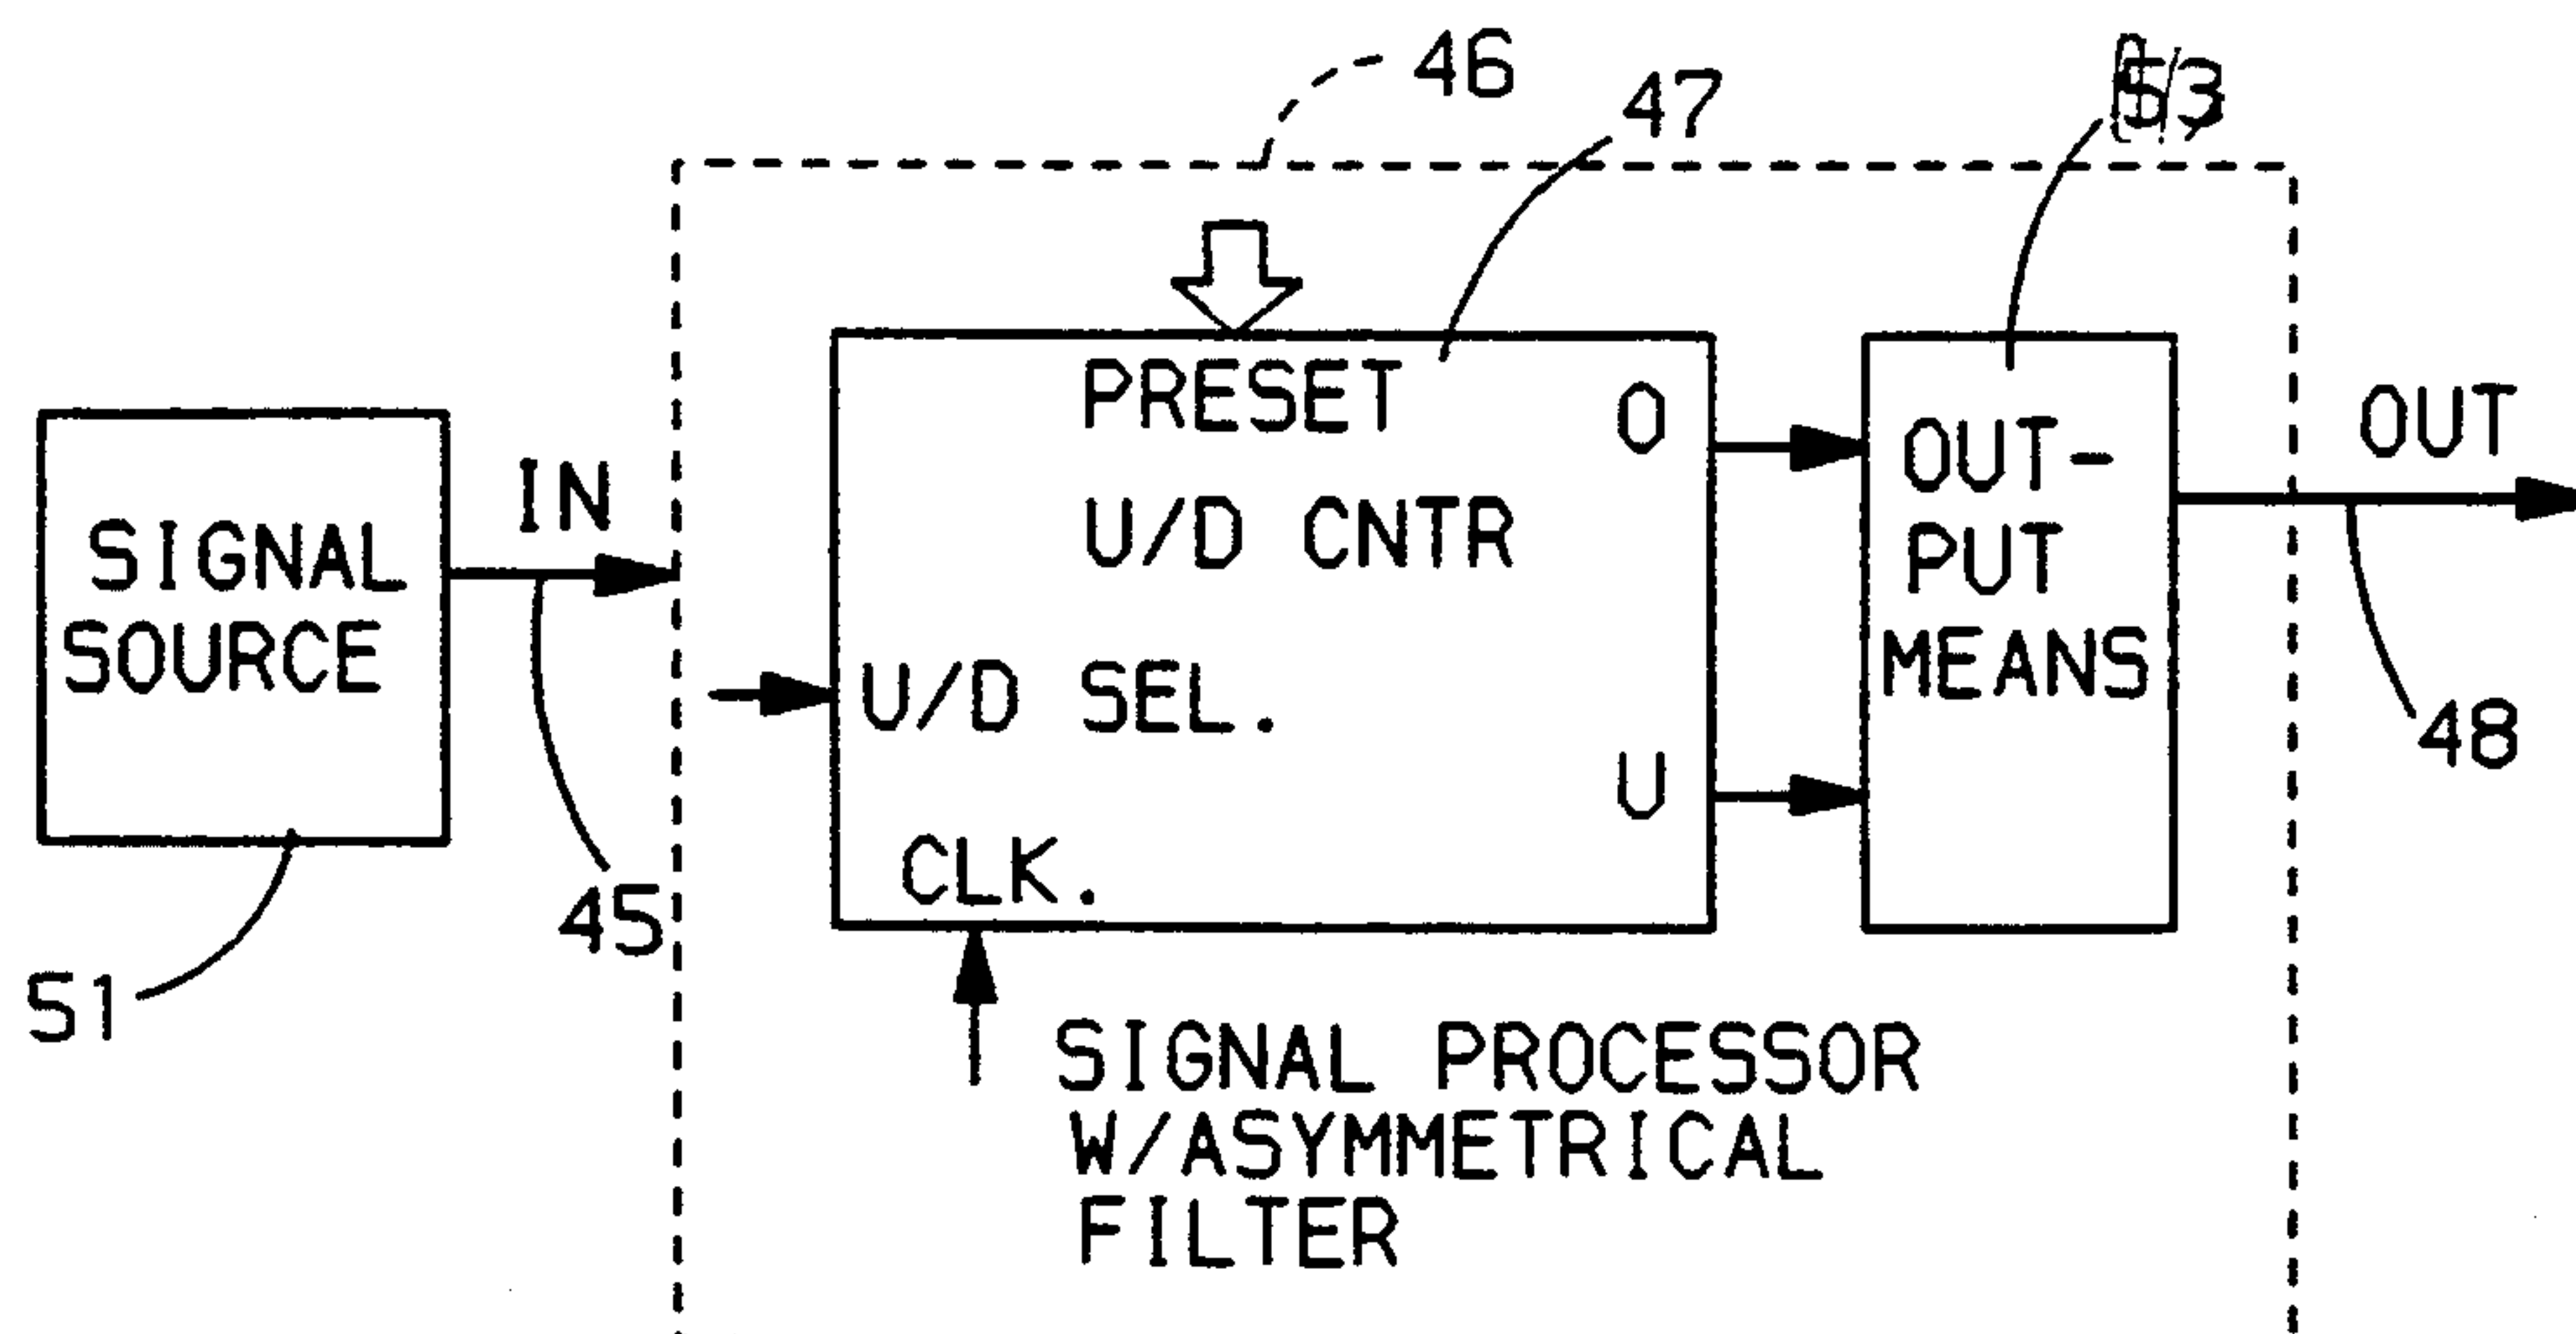 46
47
SIGNAL
SOURCE
51
IN
45
PRESET
U/D CNTR
U/D SEL.
CLK.
O
U
OUT-
PUT
MEANS
OUT
48
SIGNAL PROCESSOR
W/ASYMMETRICAL
FILTER